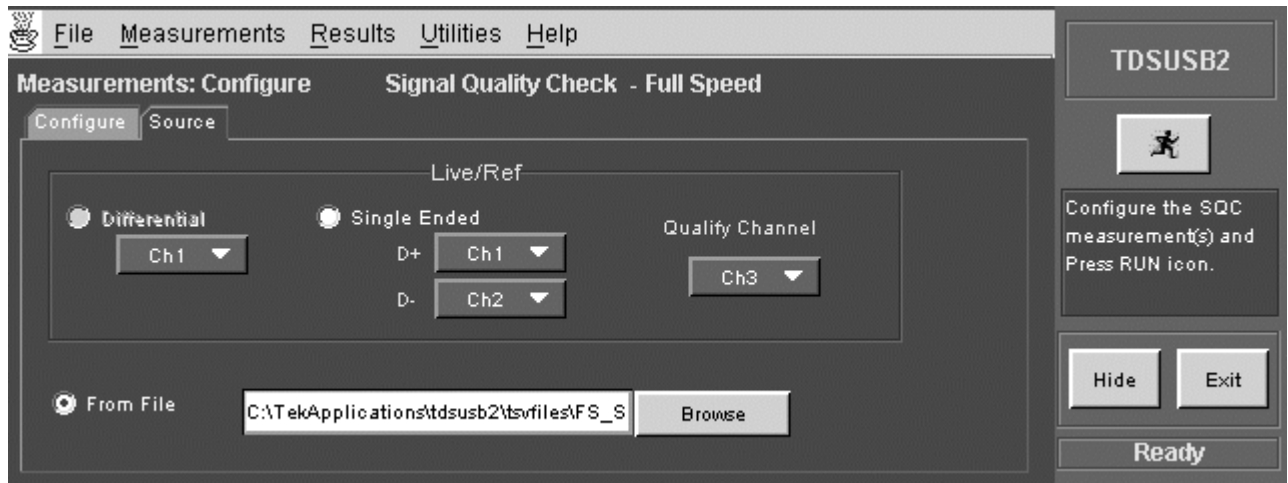 File Measurements Results Utilities Help
Measurements: Configure Signal Quality Check - Full Speed
Configure Source
Live/Ref
Differential
Ch1
Single Ended
D+ Ch1
D- Ch2
Qualify Channel
Ch3
From File C:\TekApplications\tdsusb2\tsvfiles\FS_S Browse
TDSUSB2
Configure the SQC
measurement(s) and
Press RUN icon.
Hide Exit
Ready